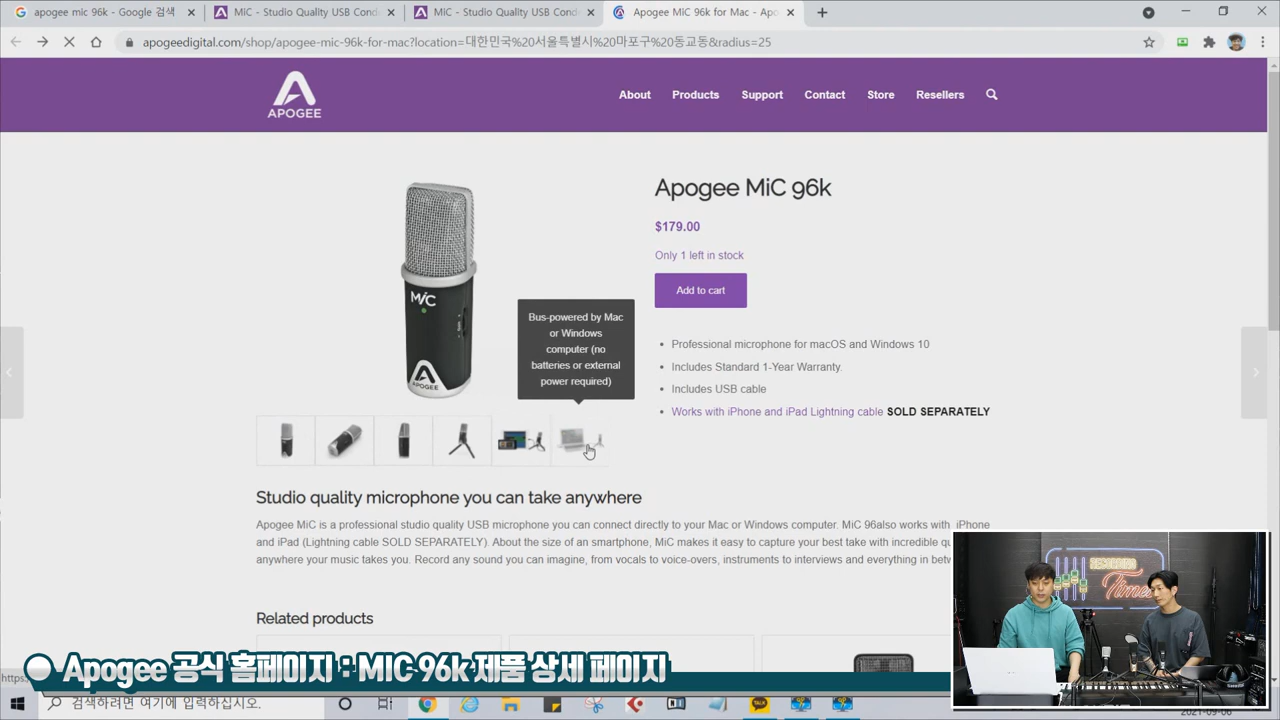 apogee mic 96k - Google 검색
MiC - Studio Quality USB Cond
MiC - Studio Quality USB Cond
Apogee MiC 96k for Mac - Apo
apogeedigital.com/shop/apogee-mic-96k-for-mac?location=대한민국%20서울특별시%20마포구%20동교동&radius=25
APOGEE
About Products Support Contact Store Resellers
Apogee MiC 96k
$179.00
Only 1 left in stock
Add to cart
MiC
Bus-powered by Mac
or Windows
computer (no
batteries or external
power required)
Professional microphone for macOS and Windows 10
Includes Standard 1-Year Warranty.
Includes USB cable
Works with iPhone and iPad Lightning cable SOLD SEPARATELY
Studio quality microphone you can take anywhere
Apogee MiC is a professional studio quality USB microphone you can connect directly to your Mac or Windows computer. MiC 96also works with iPhone
and iPad (Lightning cable SOLD SEPARATELY). About the size of an smartphone, MiC makes it easy to capture your best take with incredible qu
anywhere your music takes you. Record any sound you can imagine, from vocals to voice-overs, instruments to interviews and everything in betw
Related products
Times
Apogee 공식 홈페이지 : MIC 96k 제품 상세 페이지
https
검색하려면 여기에 입력하십시오.
TALK
2021-09-06